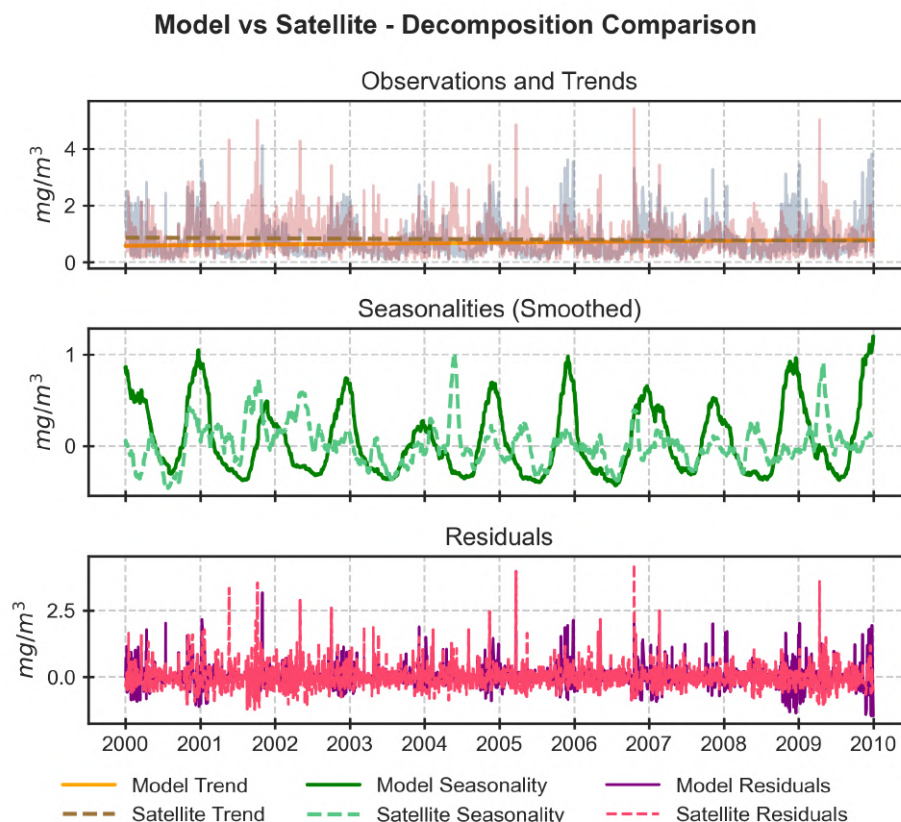 Model vs Satellite - Decomposition Comparison
Observations and Trends
mg/m³
4
2
0
Seasonalities (Smoothed)
mg/m³
1
0
Residuals
mg/m³
2.5
0.0
2000 2001 2002 2003 2004 2005 2006 2007 2008 2009 2010
Model Trend Model Seasonality Model Residuals
Satellite Trend Satellite Seasonality Satellite Residuals